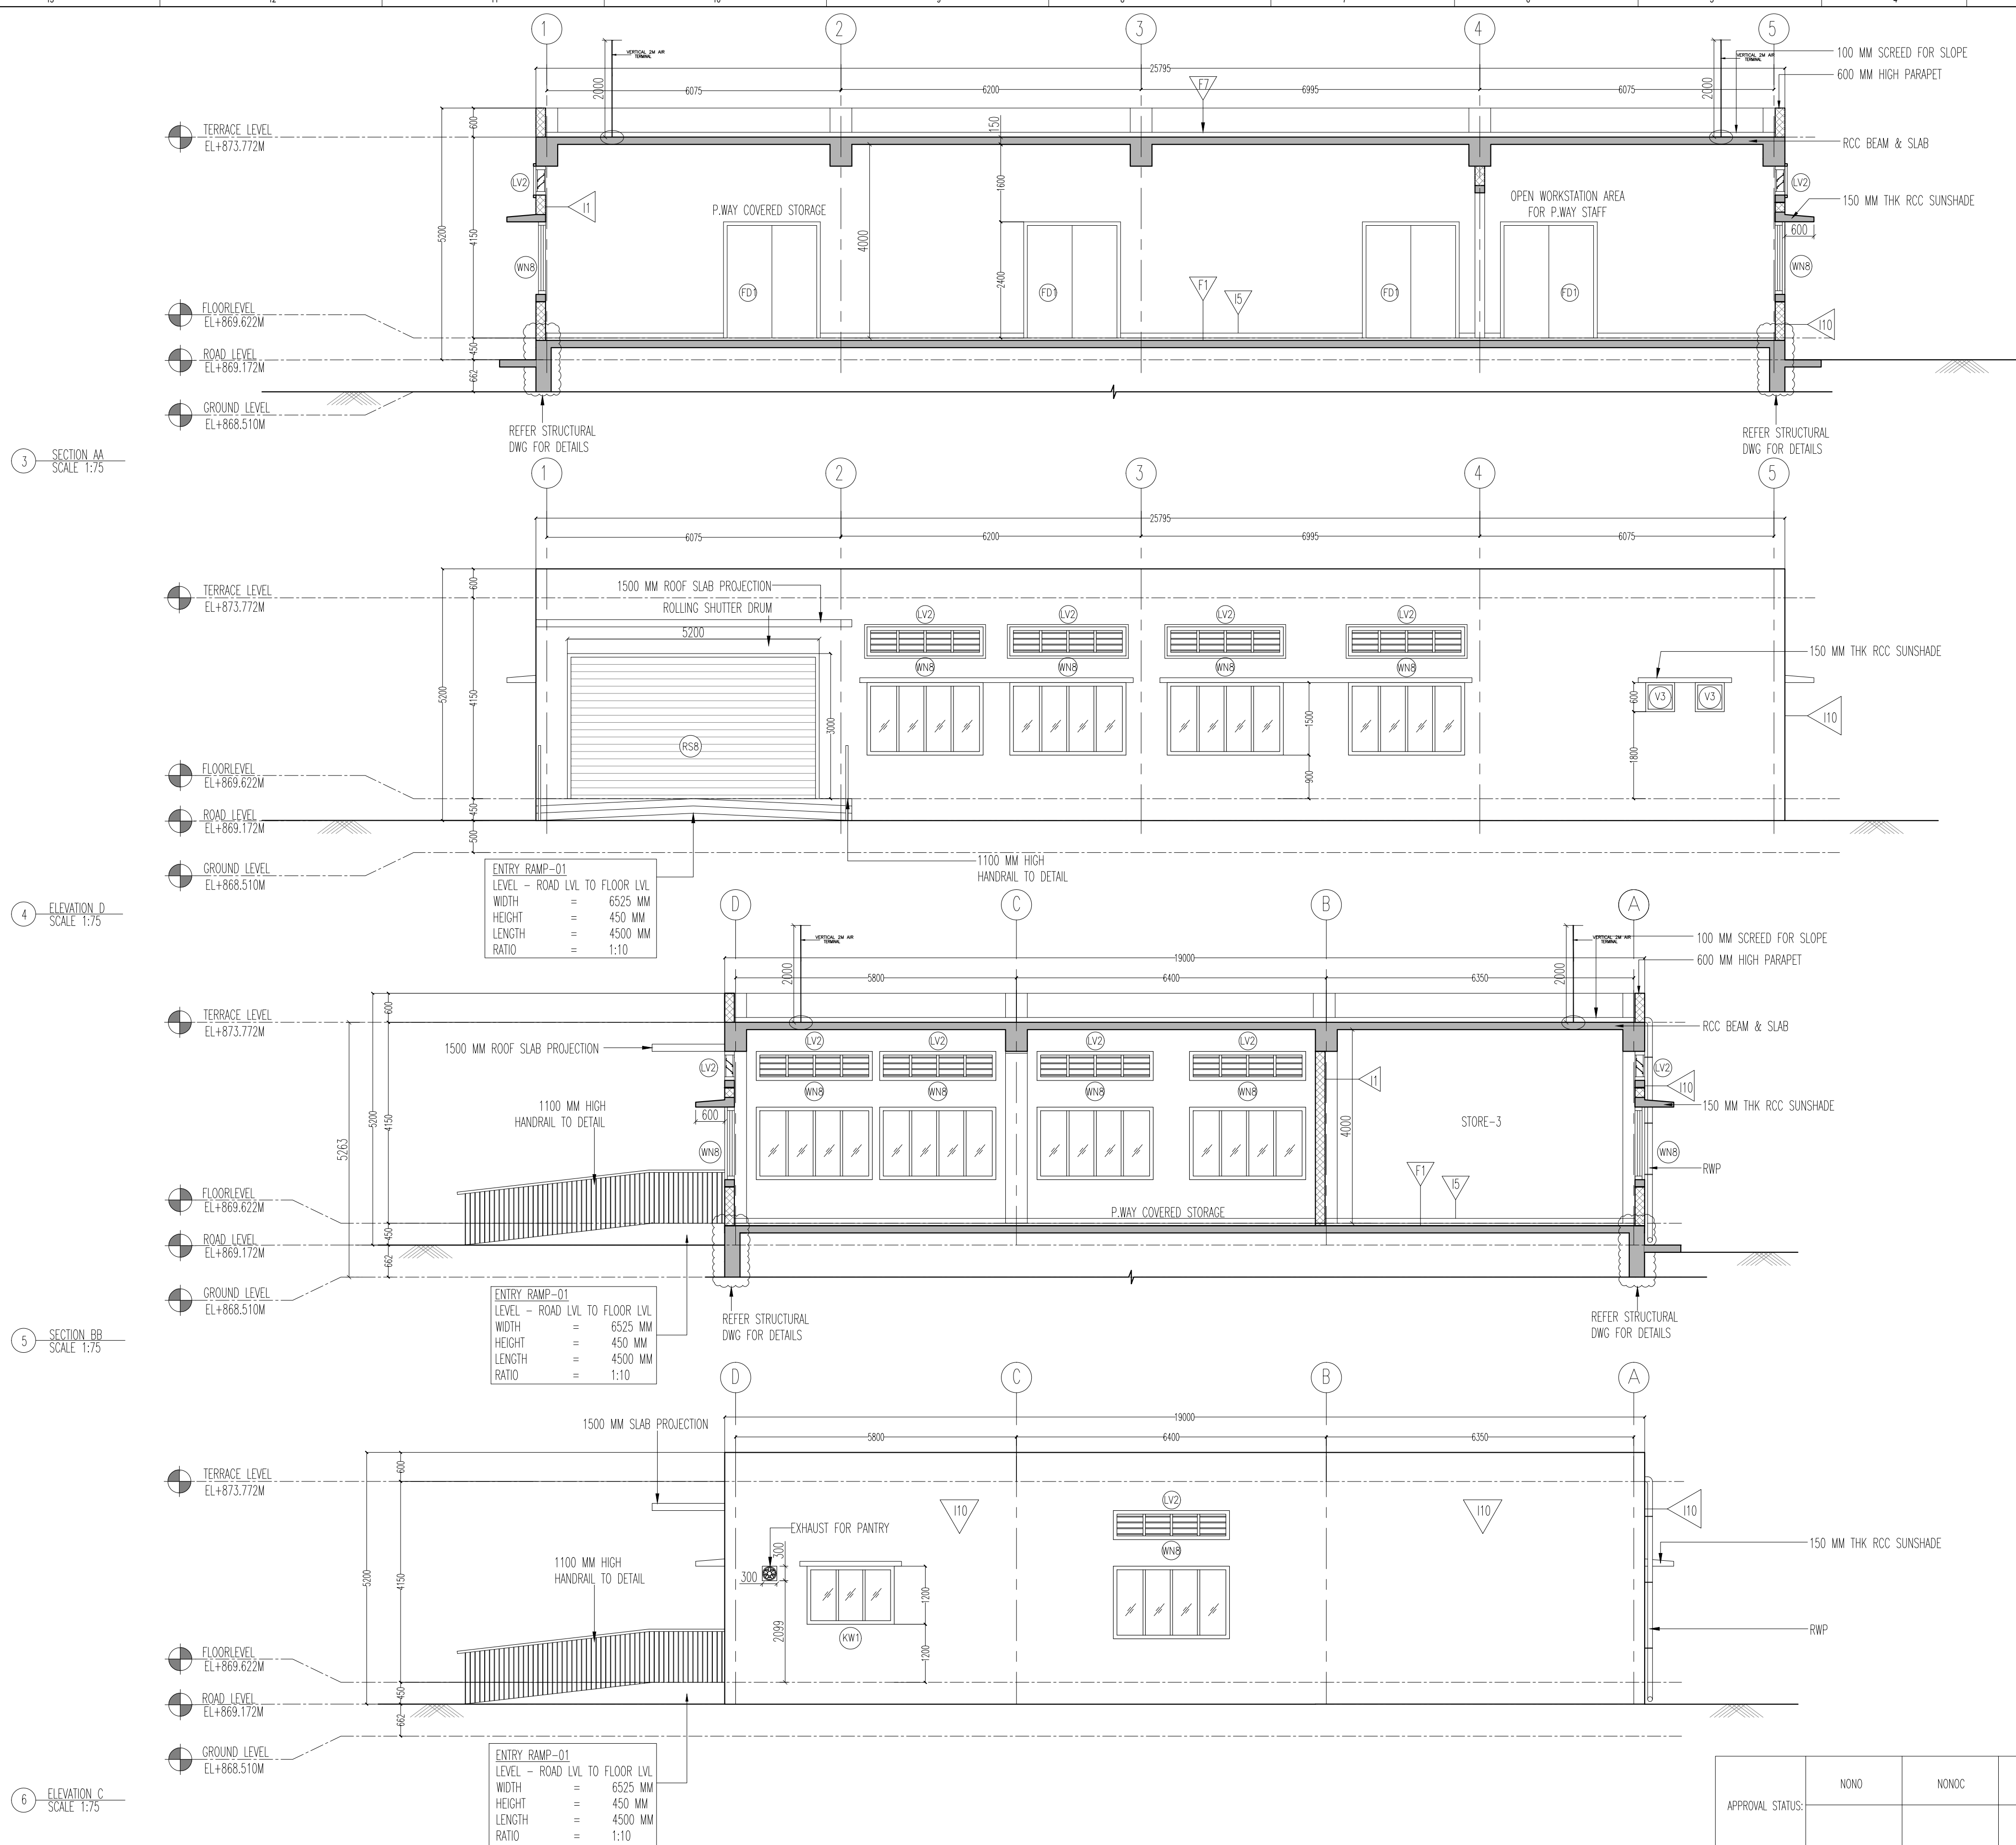 13 12 11 10 9 8 7 6 5 4
1 2 3 4 5
VERTICAL 2M AIR
TERMINAL
VERTICAL 2M AIR
TERMINAL
100 MM SCREED FOR SLOPE
25795
600 MM HIGH PARAPET
2000
6075
6200
F7
6995
6075
2000
TERRACE LEVEL
EL+873.772M
600
150
RCC BEAM & SLAB
LV2
I1
P.WAY COVERED STORAGE
1600
OPEN WORKSTATION AREA
FOR P.WAY STAFF
LV2
150 MM THK RCC SUNSHADE
600
5200
4150
4000
2400
WN8
FD1
FD1
F1
I5
FD1
FD1
WN8
I10
FLOORLEVEL
EL+869.622M
450
ROAD LEVEL
EL+869.172M
662
GROUND LEVEL
EL+868.510M
REFER STRUCTURAL
DWG FOR DETAILS
REFER STRUCTURAL
DWG FOR DETAILS
3
SECTION AA
SCALE 1:75
1 2 3 4 5
25795
6075
6200
6995
6075
TERRACE LEVEL
EL+873.772M
600
1500 MM ROOF SLAB PROJECTION
ROLLING SHUTTER DRUM
5200
LV2
LV2
LV2
LV2
WN8
WN8
WN8
WN8
150 MM THK RCC SUNSHADE
V3
V3
600
I10
5200
4150
3000
1500
RS8
1800
900
FLOORLEVEL
EL+869.622M
450
ROAD LEVEL
EL+869.172M
500
GROUND LEVEL
EL+868.510M
ENTRY RAMP-01
LEVEL - ROAD LVL TO FLOOR LVL
WIDTH = 6525 MM
HEIGHT = 450 MM
LENGTH = 4500 MM
RATIO = 1:10
1100 MM HIGH
HANDRAIL TO DETAIL
4
ELEVATION D
SCALE 1:75
D C B A
VERTICAL 2M AIR
TERMINAL
VERTICAL 2M AIR
TERMINAL
100 MM SCREED FOR SLOPE
19000
600 MM HIGH PARAPET
2000
5800
6400
6350
2000
TERRACE LEVEL
EL+873.772M
600
RCC BEAM & SLAB
1500 MM ROOF SLAB PROJECTION
LV2
LV2
LV2
LV2
LV2
LV2
WN8
WN8
WN8
WN8
I1
I10
600
150 MM THK RCC SUNSHADE
1100 MM HIGH
HANDRAIL TO DETAIL
5263
5200
4150
4000
STORE-3
WN8
WN8
RWP
F1
I5
P.WAY COVERED STORAGE
FLOORLEVEL
EL+869.622M
450
ROAD LEVEL
EL+869.172M
662
GROUND LEVEL
EL+868.510M
ENTRY RAMP-01
LEVEL - ROAD LVL TO FLOOR LVL
WIDTH = 6525 MM
HEIGHT = 450 MM
LENGTH = 4500 MM
RATIO = 1:10
REFER STRUCTURAL
DWG FOR DETAILS
REFER STRUCTURAL
DWG FOR DETAILS
5
SECTION BB
SCALE 1:75
D C B A
1500 MM SLAB PROJECTION
19000
5800
6400
6350
TERRACE LEVEL
EL+873.772M
600
I10
LV2
I10
I10
EXHAUST FOR PANTRY
300
300
WN8
150 MM THK RCC SUNSHADE
1100 MM HIGH
HANDRAIL TO DETAIL
5200
4150
2099
1200
KW1
1200
RWP
FLOORLEVEL
EL+869.622M
450
ROAD LEVEL
EL+869.172M
662
GROUND LEVEL
EL+868.510M
ENTRY RAMP-01
LEVEL - ROAD LVL TO FLOOR LVL
WIDTH = 6525 MM
HEIGHT = 450 MM
LENGTH = 4500 MM
RATIO = 1:10
6
ELEVATION C
SCALE 1:75
APPROVAL STATUS:
NONO
NONOC